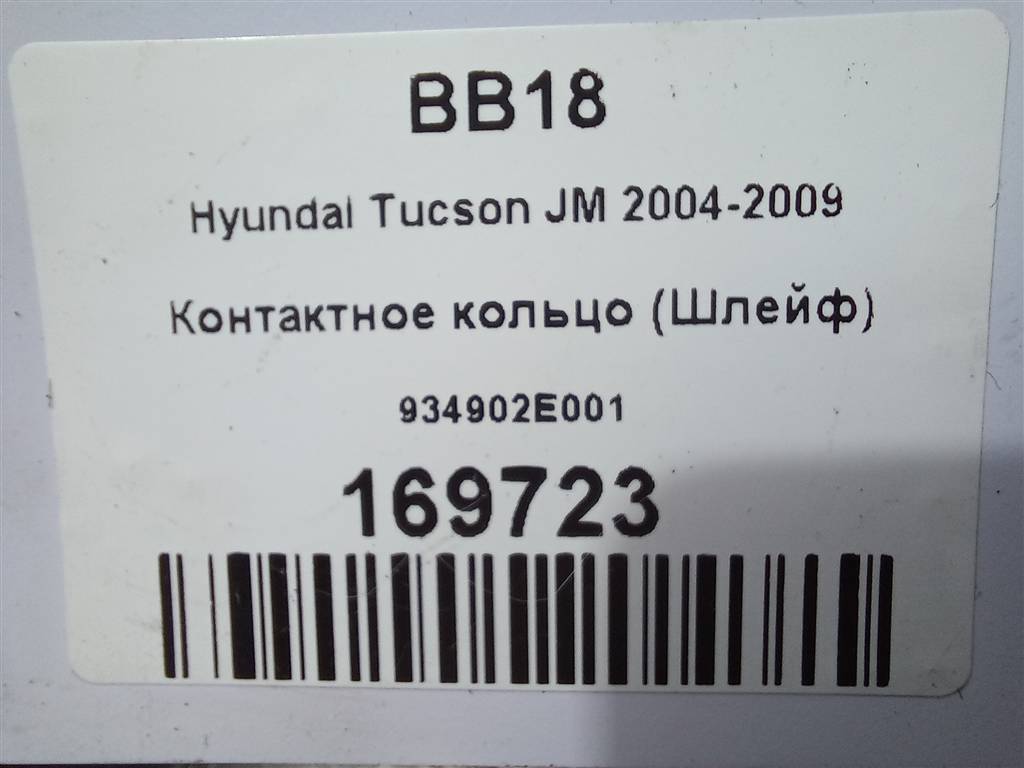 BB18
Hyundai Tucson JM 2004-2009
Контактное кольцо (Шлейф)
934902E001
169723